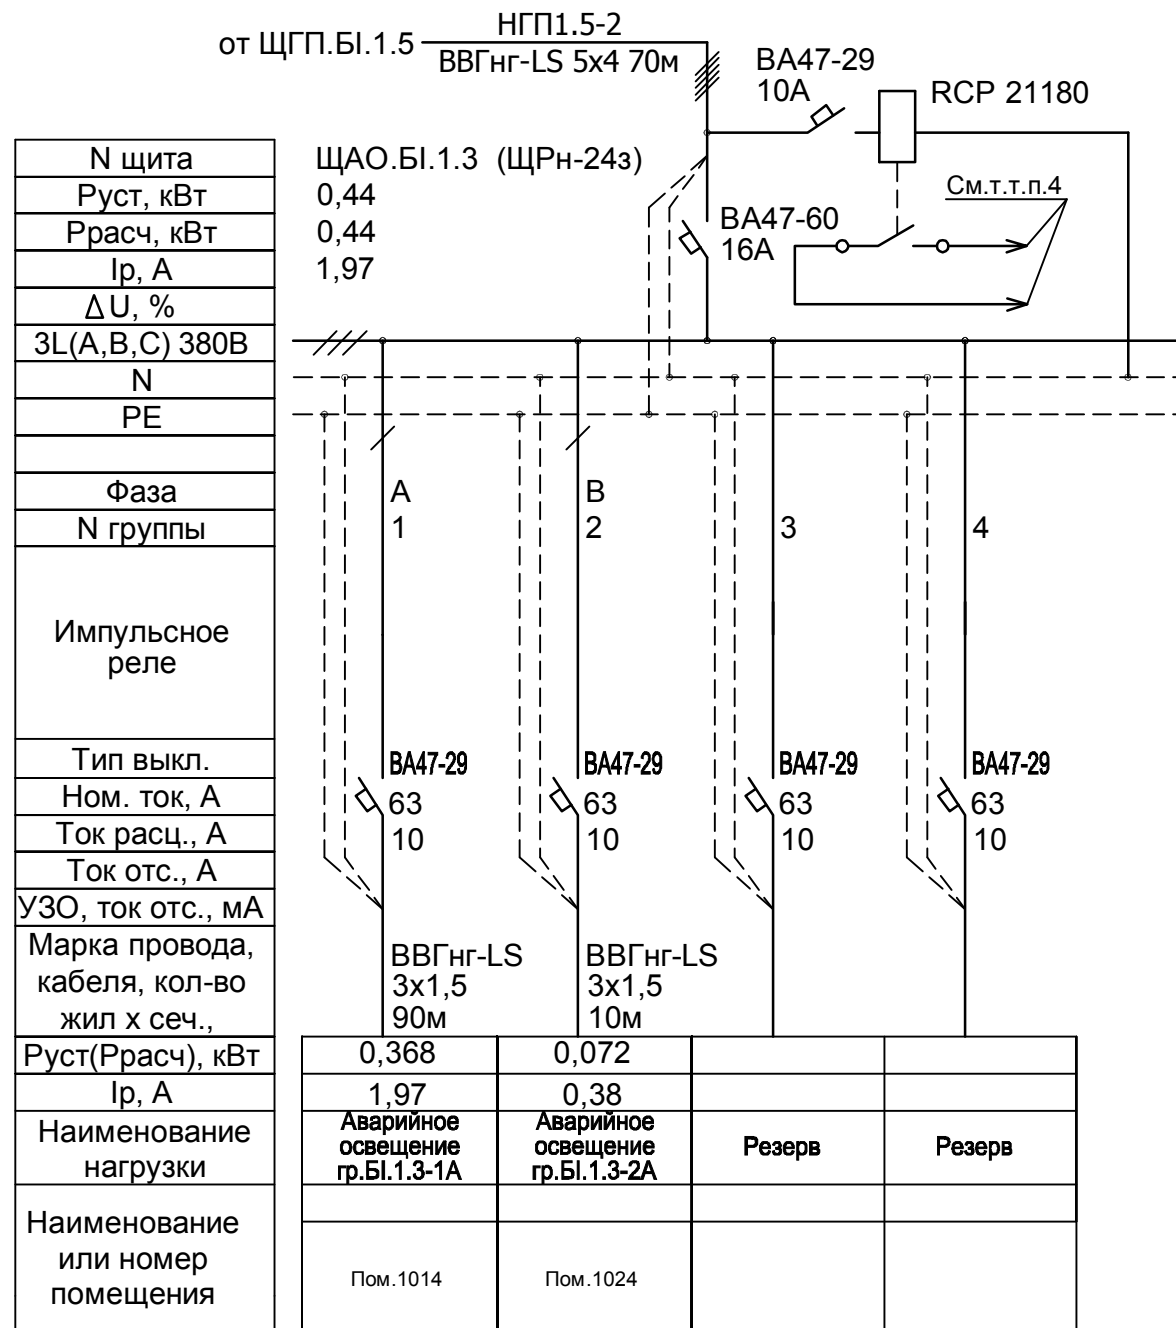 НГП1.5-2
от ЩГП.БI.1.5
ВВГнг-LS 5х4 70м
ВА47-29
10А
RCP 21180
N щита
ЩАО.БI.1.3 (ЩРн-24з)
Руст, кВт
0,44
Ррасч, кВт
0,44
Iр, А
1,97
ΔU, %
ВА47-60
16А
См.т.т.п.4
3L(А,В,С) 380В
N
РЕ
Фаза
А
В
N группы
1
2
3
4
Импульсное
реле
Тип выкл.
ВА47-29
ВА47-29
ВА47-29
ВА47-29
Ном. ток, А
63
63
63
63
Ток расц., А
10
10
10
10
Ток отс., А
УЗО, ток отс., мА
Марка провода,
кабеля, кол-во
жил х сеч.,
ВВГнг-LS
3х1,5
90м
ВВГнг-LS
3х1,5
10м
Руст(Ррасч), кВт
0,368
0,072
Iр, А
1,97
0,38
Наименование
нагрузки
Аварийное
освещение
гр.БI.1.3-1А
Аварийное
освещение
гр.БI.1.3-2А
Резерв
Резерв
Наименование
или номер
помещения
Пом.1014
Пом.1024